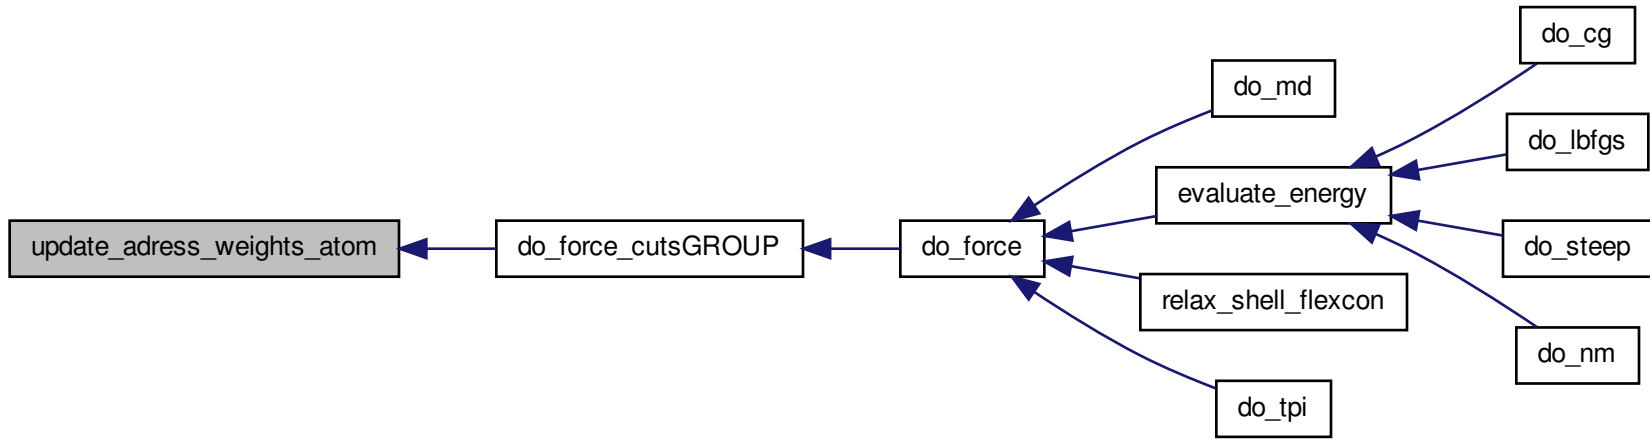 update_adress_weights_atom
do_force_cutsGROUP
do_force
do_md
evaluate_energy
relax_shell_flexcon
do_tpi
do_cg
do_lbfgs
do_steep
do_nm